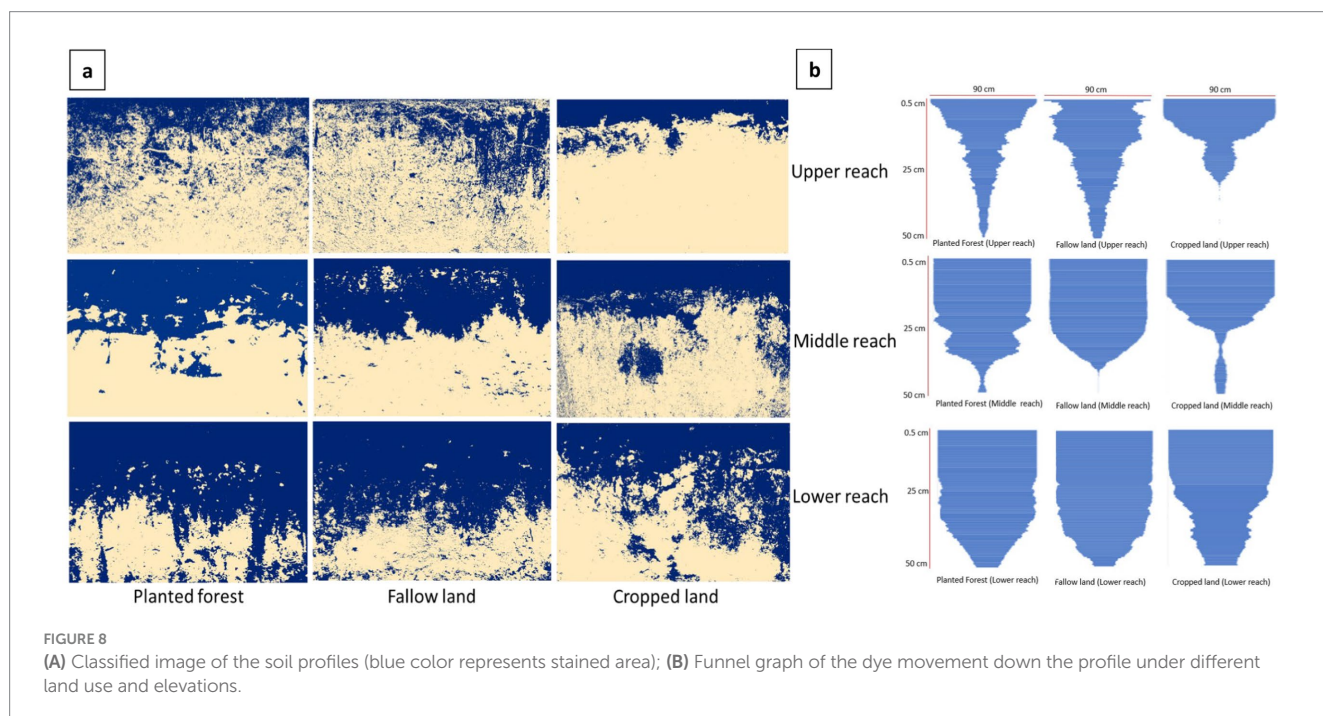 a
b
90 cm
90 cm
90 cm
0.5 cm
Upper reach
25 cm
50 cm
Planted Forest (Upper reach)
Fallow land (Upper reach)
Cropped land (Upper reach)
0.5 cm
Middle reach
25 cm
50 cm
Planted Forest (Middle reach)
Fallow land (Middle reach)
Cropped land (Middle reach)
0.5 cm
Lower reach
25 cm
50 cm
Planted Forest (Lower reach)
Fallow land (Lower reach)
Cropped land (Lower reach)
Planted forest
Fallow land
Cropped land
FIGURE 8
(A) Classified image of the soil profiles (blue color represents stained area); (B) Funnel graph of the dye movement down the profile under different
land use and elevations.